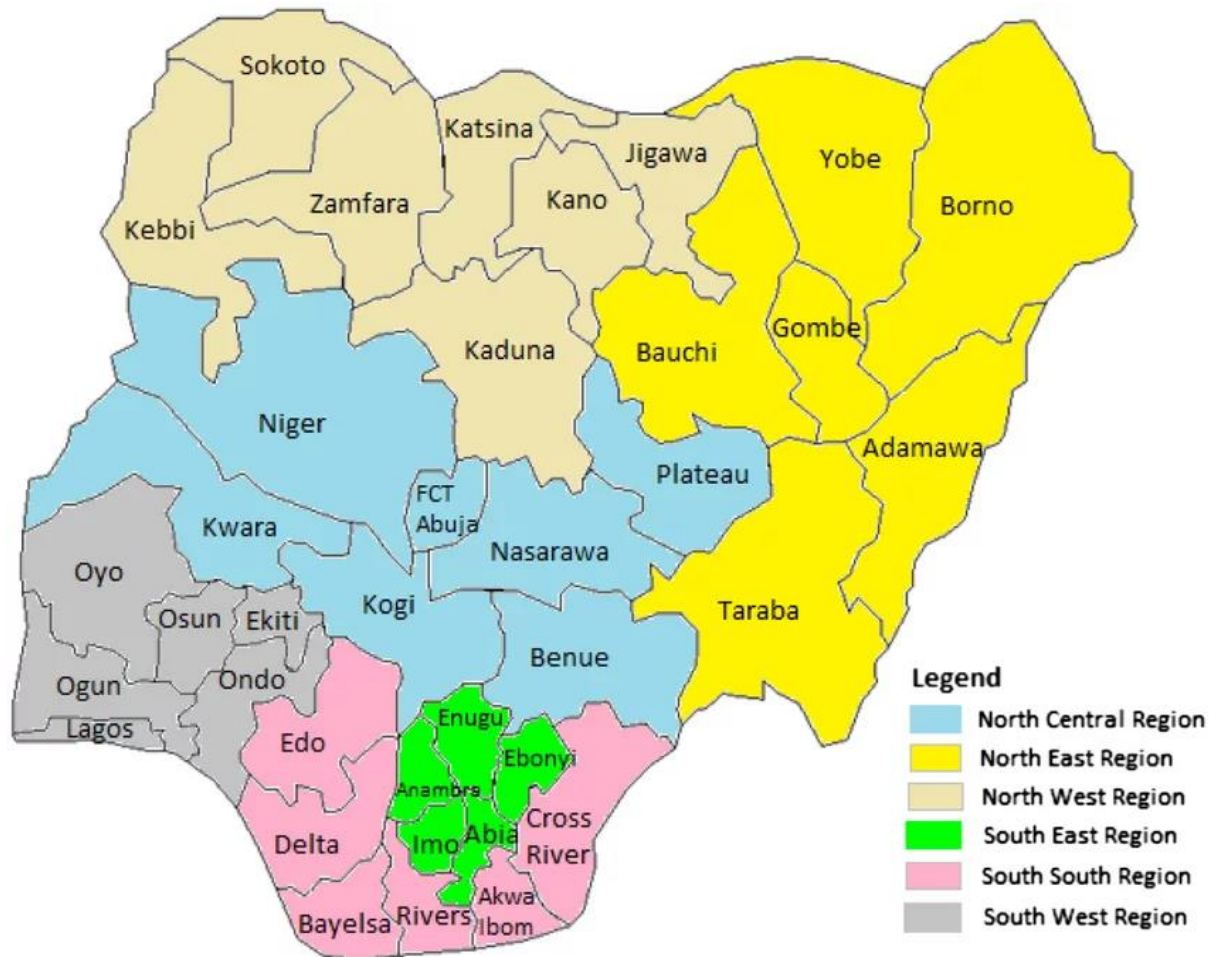 Sokoto
Katsina
Jigawa
Yobe
Kano
Zamfara
Borno
Kebbi
Gombe
Kaduna
Bauchi
Niger
Adamawa
Plateau
FCT
Abuja
Kwara
Nasarawa
Oyo
Kogi
Taraba
Osun
Ekiti
Benue
Ogun
Ondo
Lagos
Enugu
Edo
Ebonyi
Anambra
Cross
River
Delta
Imo
Abia
Akwa
Ibom
Bayelsa
Rivers
Legend
North Central Region
North East Region
North West Region
South East Region
South South Region
South West Region